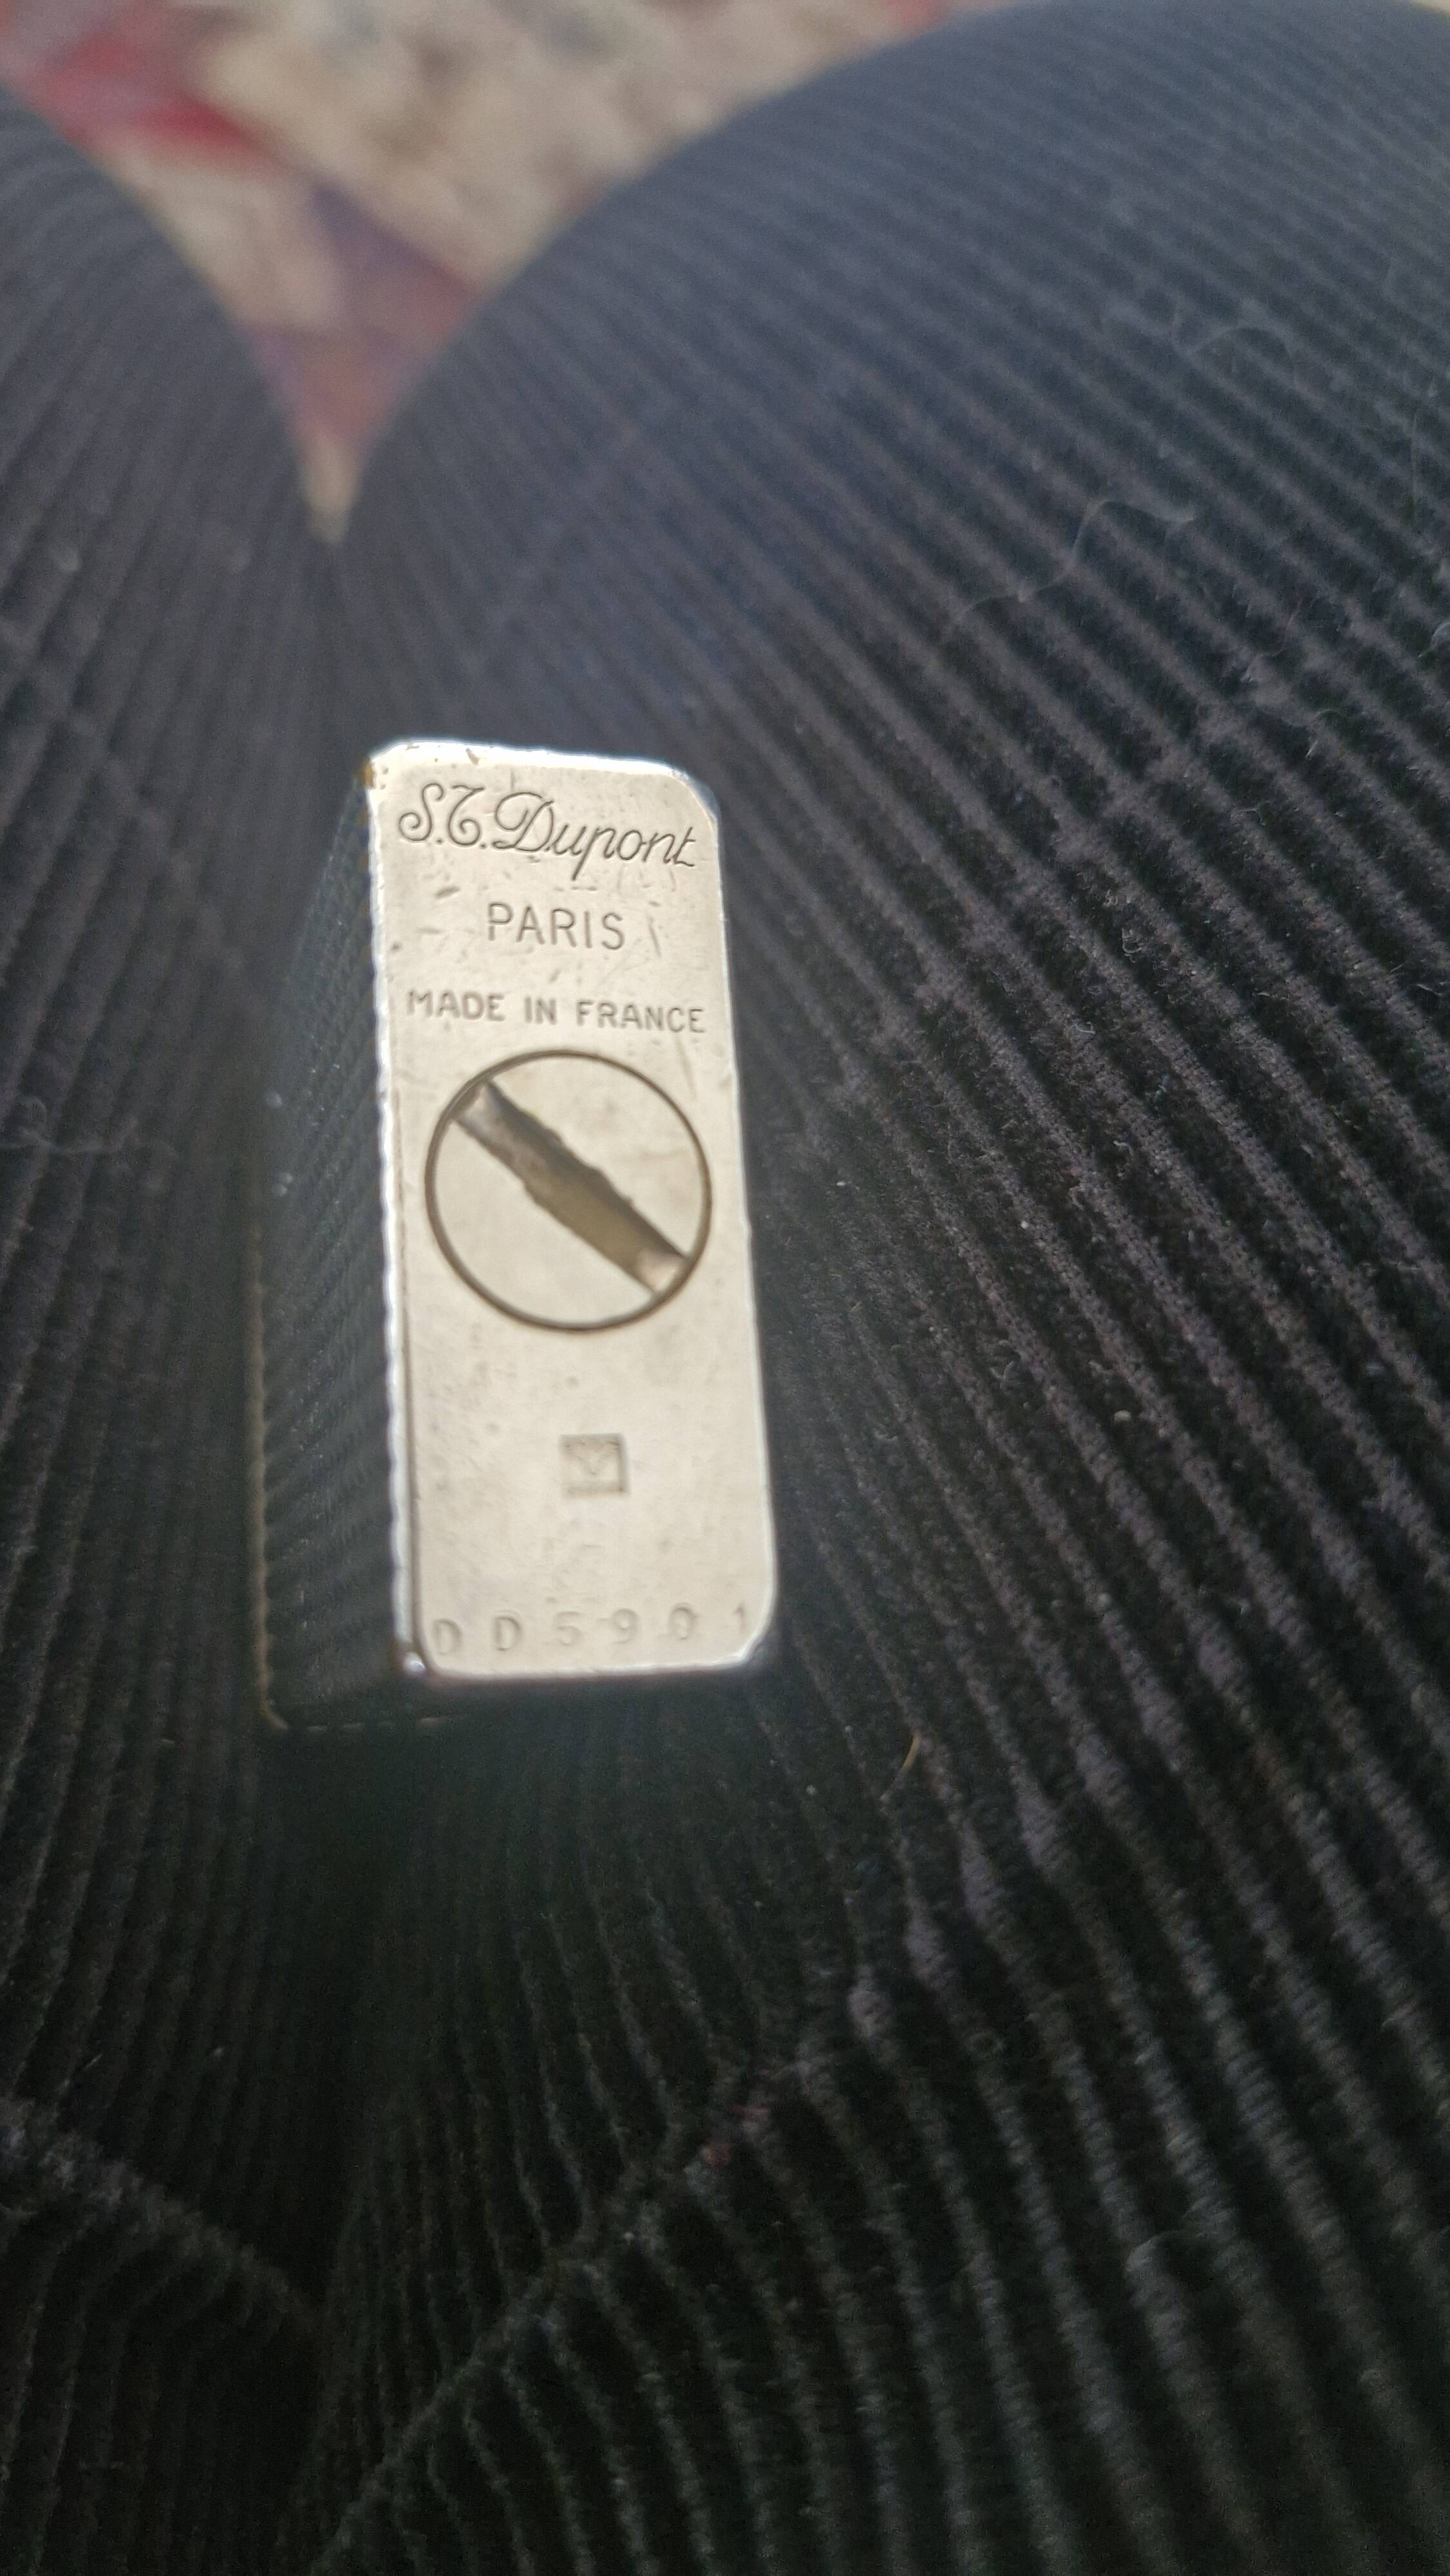 S.T. Dupont
PARIS
MADE IN FRANCE
DD5901